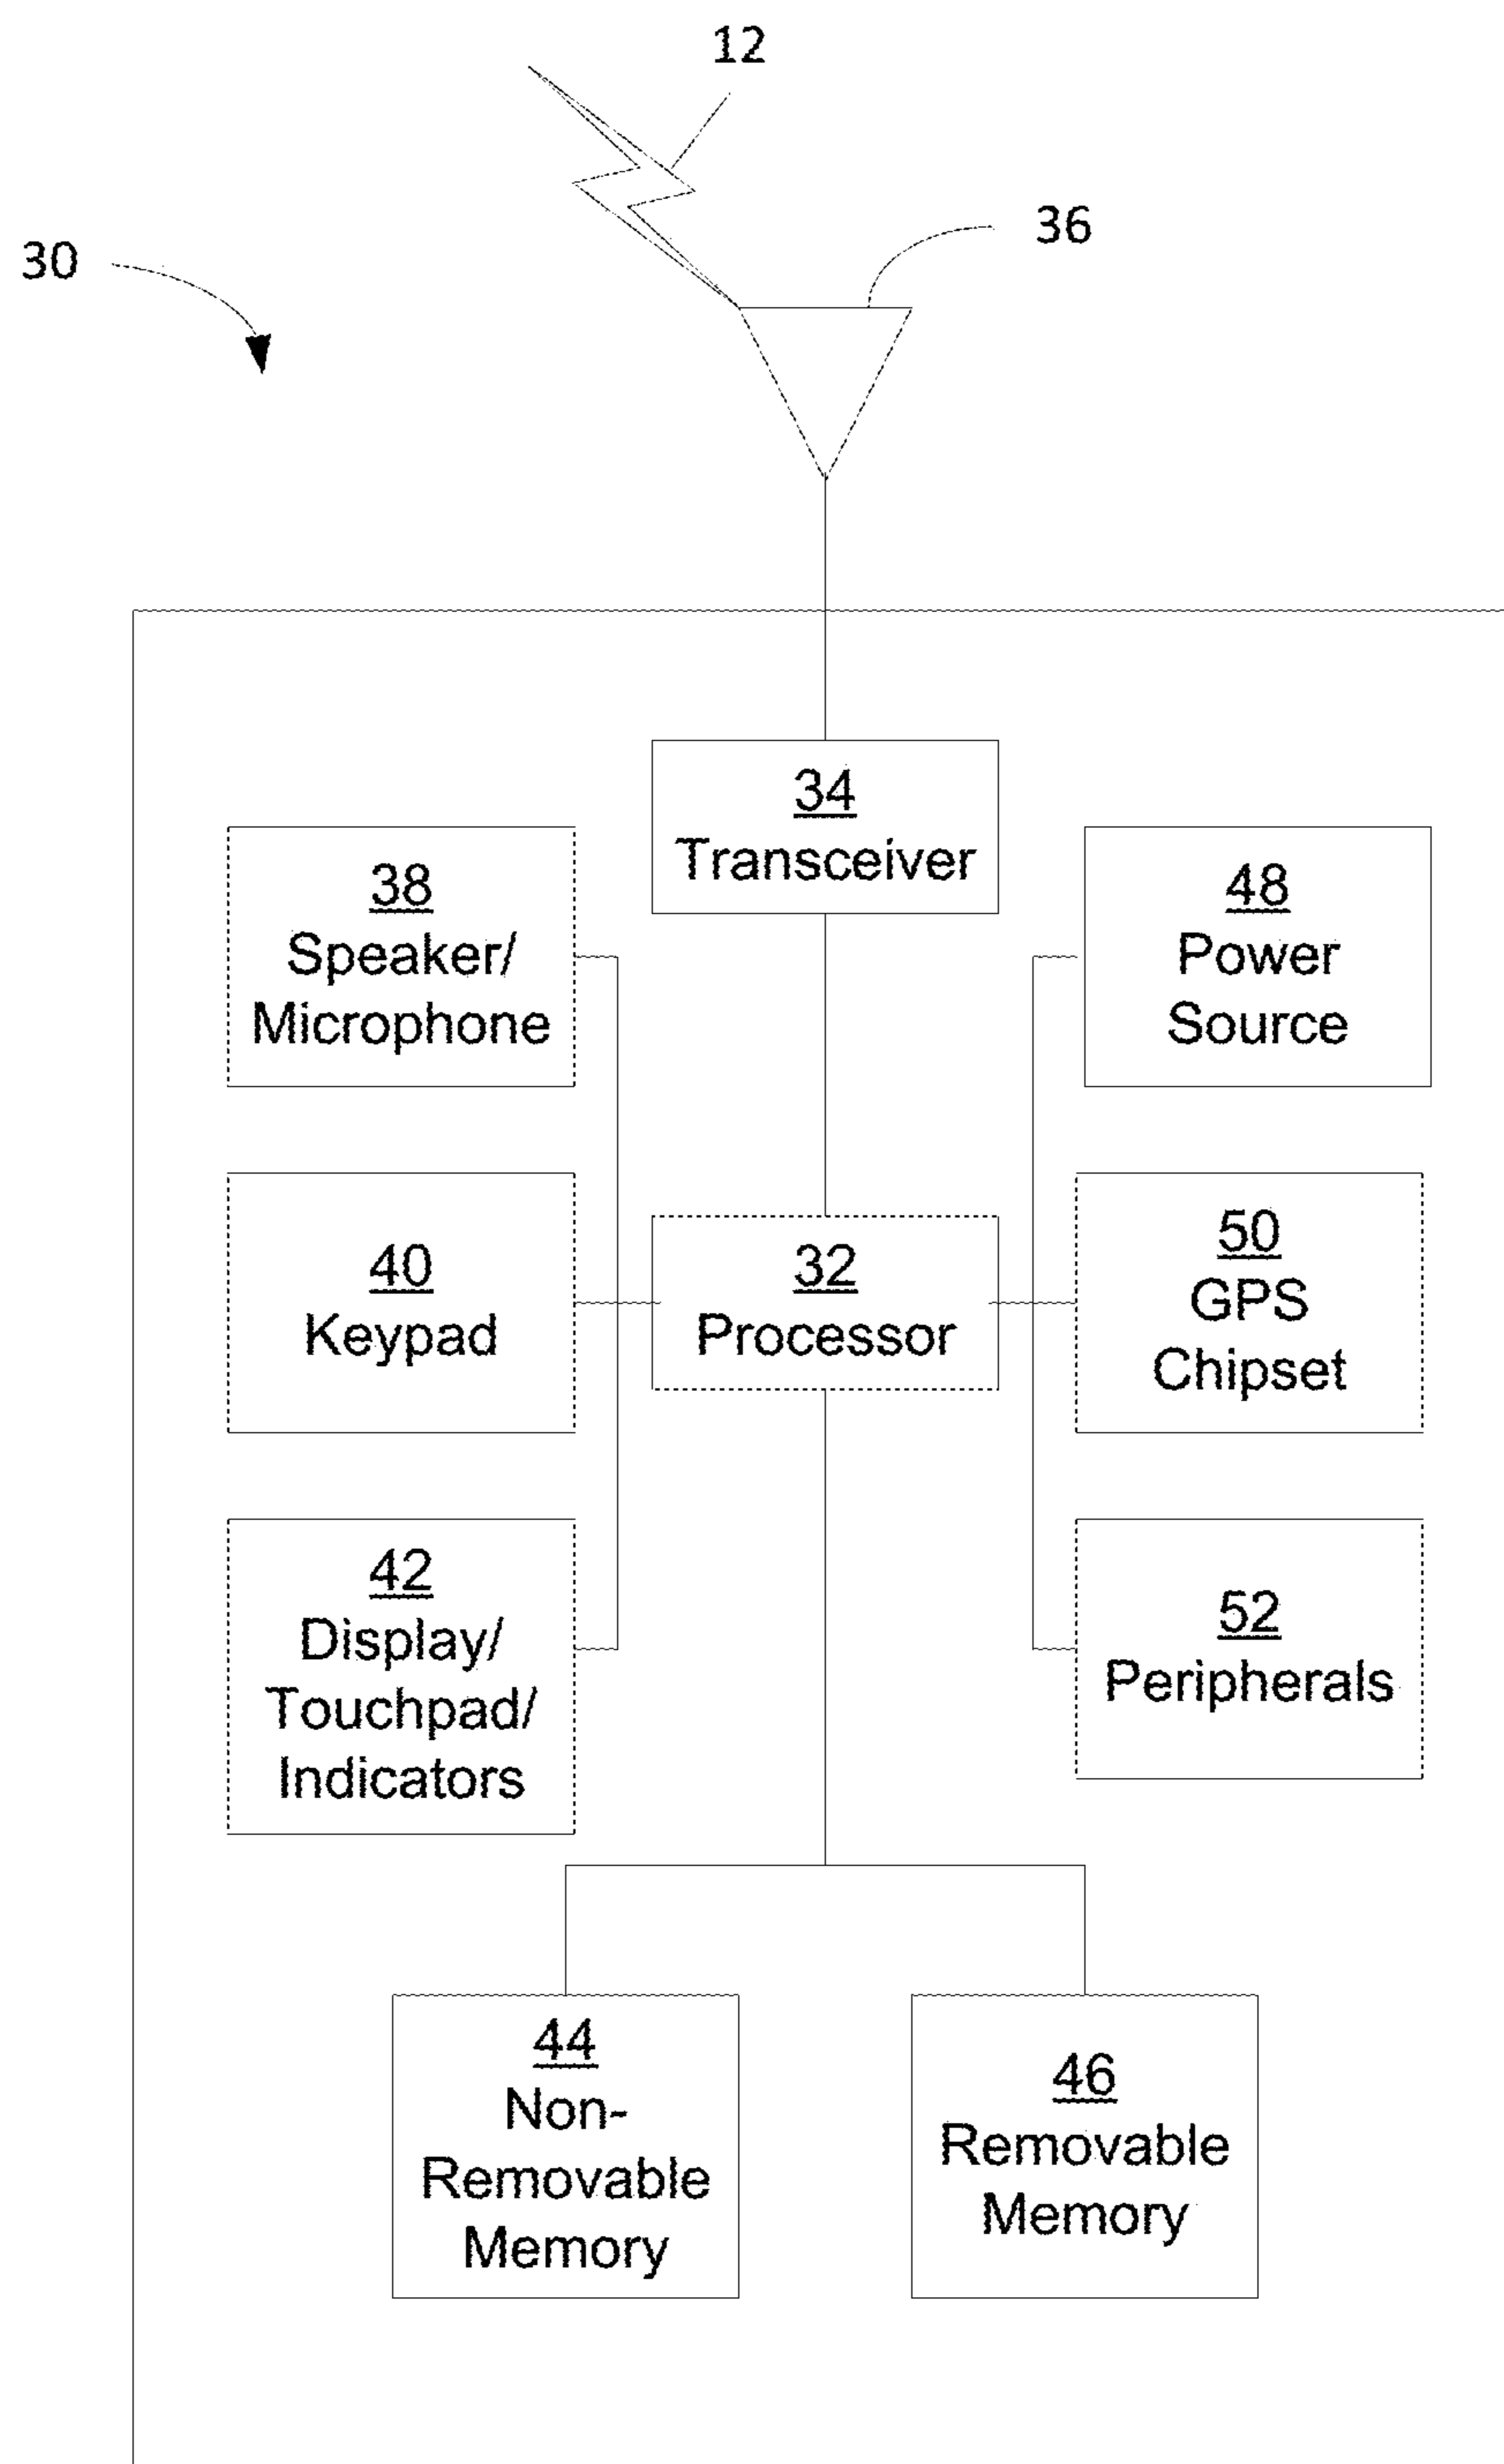 12
36
30
34
Transceiver
38
Speaker/
Microphone
48
Power
Source
40
Keypad
32
Processor
50
GPS
Chipset
42
Display/
Touchpad/
Indicators
52
Peripherals
44
Non-
Removable
Memory
46
Removable
Memory